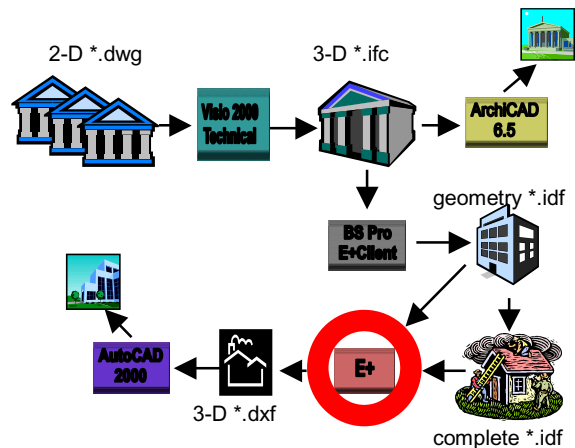 2-D *.dwg
3-D *.ifc
Visio 2000
Technical
ArchiCAD
6.5
geometry *.idf
BS Pro
E+Client
AutoCAD
2000
E+
3-D *.dxf
complete *.idf